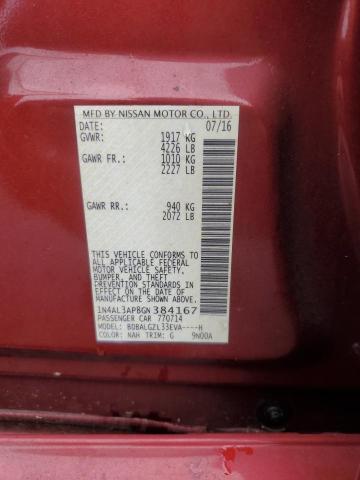 MFD BY NISSAN MOTOR CO., LTD.
DATE: 07/16
GVWR: 1917 KG
4226 LB
GAWR FR: 1010 KG
2227 LB
GAWR RR: 940 KG
2072 LB
THIS VEHICLE CONFORMS
TO ALL APPLICABLE FEDERAL
MOTOR VEHICLE SAFETY,
BUMPER, AND THEFT
PREVENTION STANDARDS IN
EFFECT ON THE DATE OF
MANUFACTURE SHOWN ABOVE.
1N4AL3AP8GN384167
PASSENGER CAR 770714
MODEL: BDBALGZL33EVA----H
COLOR: NAH TRIM: G 9N00A